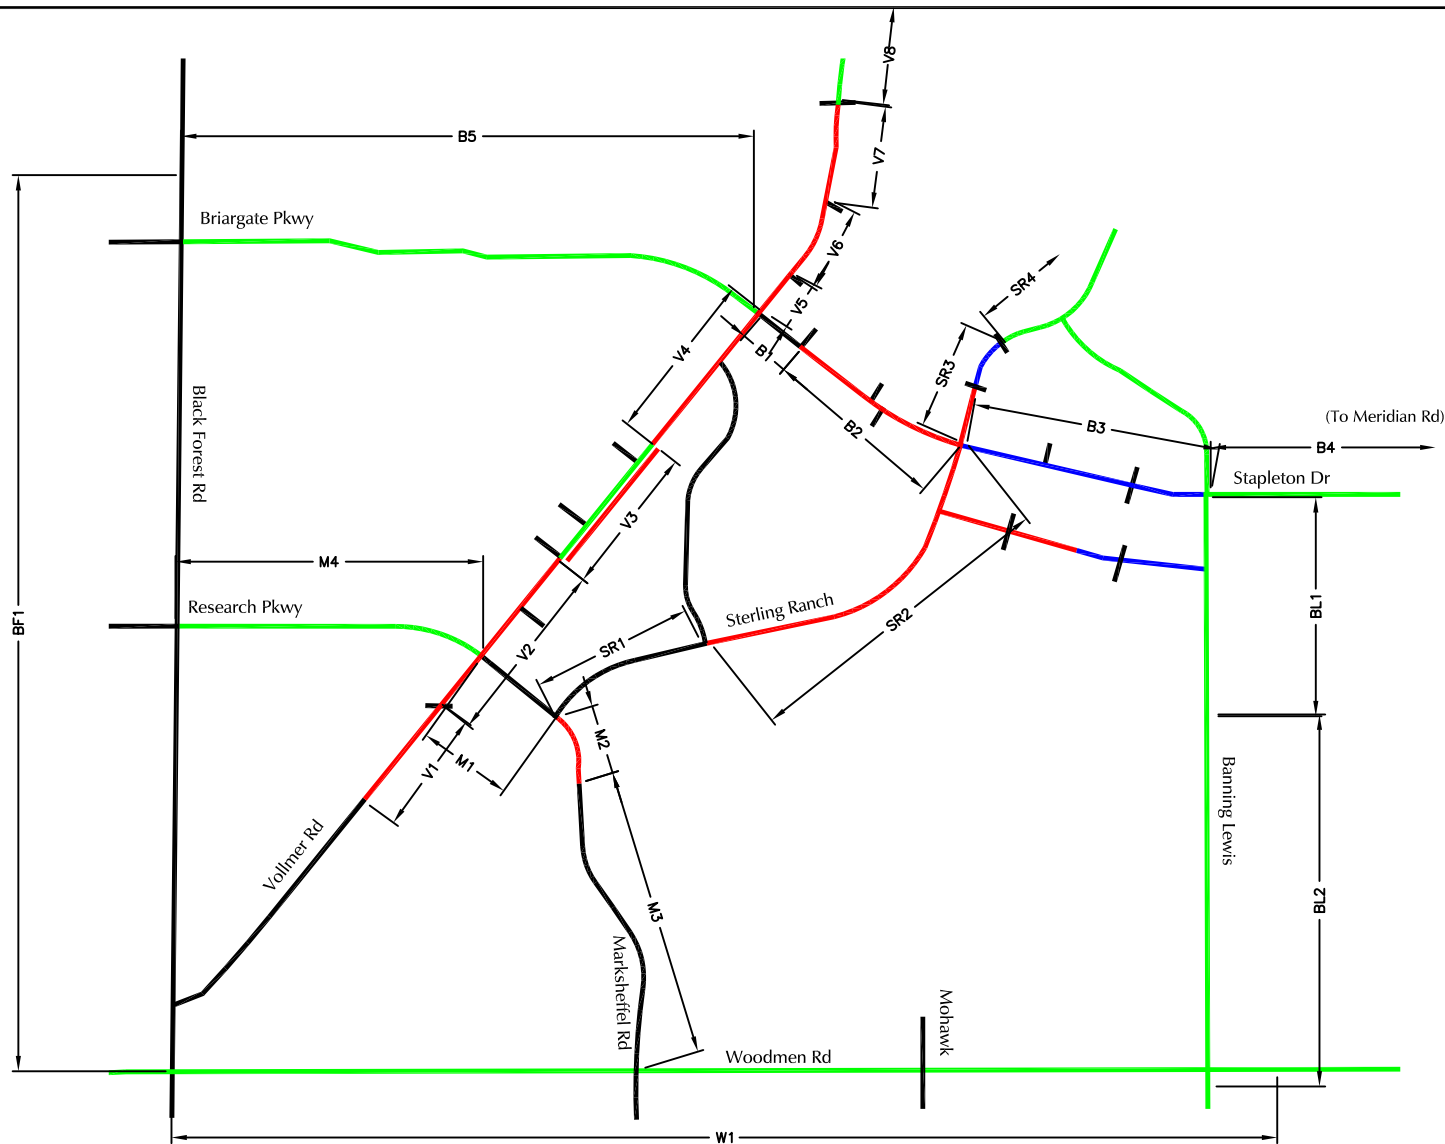 V8
B5
V7
Briargate Pkwy
V6
SR4
V5
V4
B1
SR3
Black Forest Rd
B2
B3
(To Meridian Rd)
B4
Stapleton Dr
V3
M4
Research Pkwy
BF1
Sterling Ranch
SR2
BL1
SR1
V2
M2
M1
V1
Banning Lewis
Vollmer Rd
M3
BL2
Marksheffel Rd
Mohawk
Woodmen Rd
W1